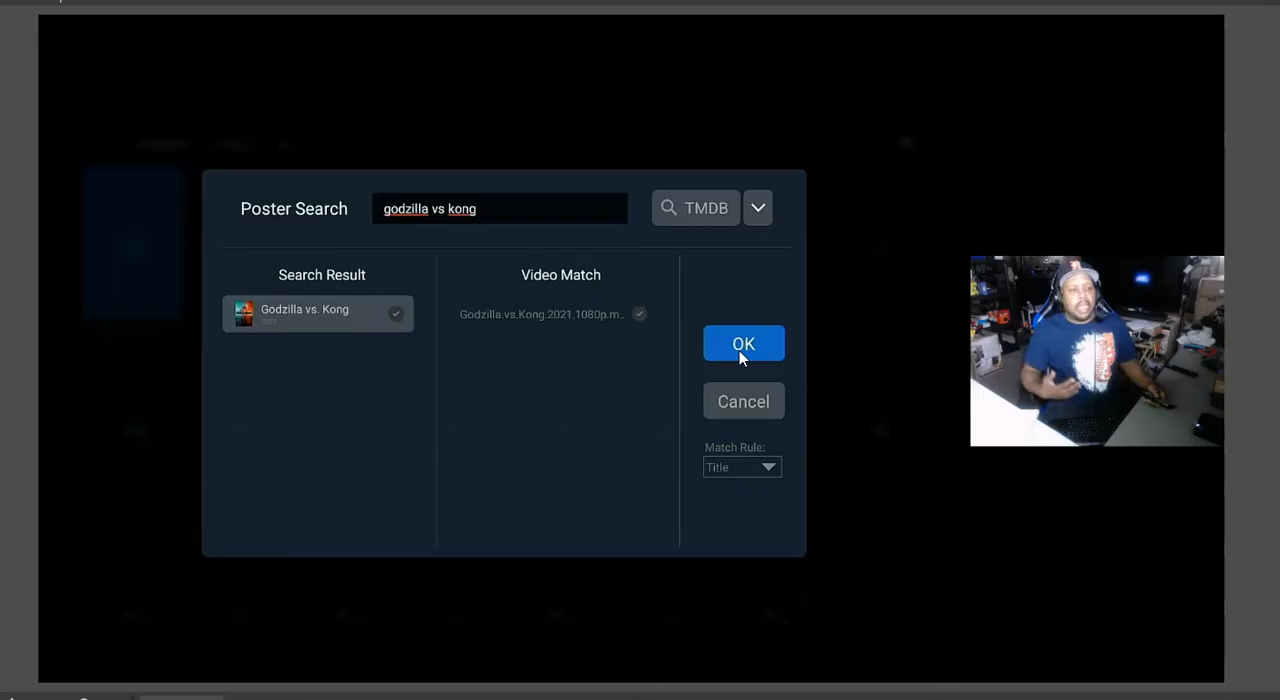 Poster Search
godzilla vs kong
TMDB
Search Result
Video Match
Godzilla vs. Kong
2021
Godzilla.vs.Kong.2021.1080p.m..
OK
Cancel
Match Rule:
Title